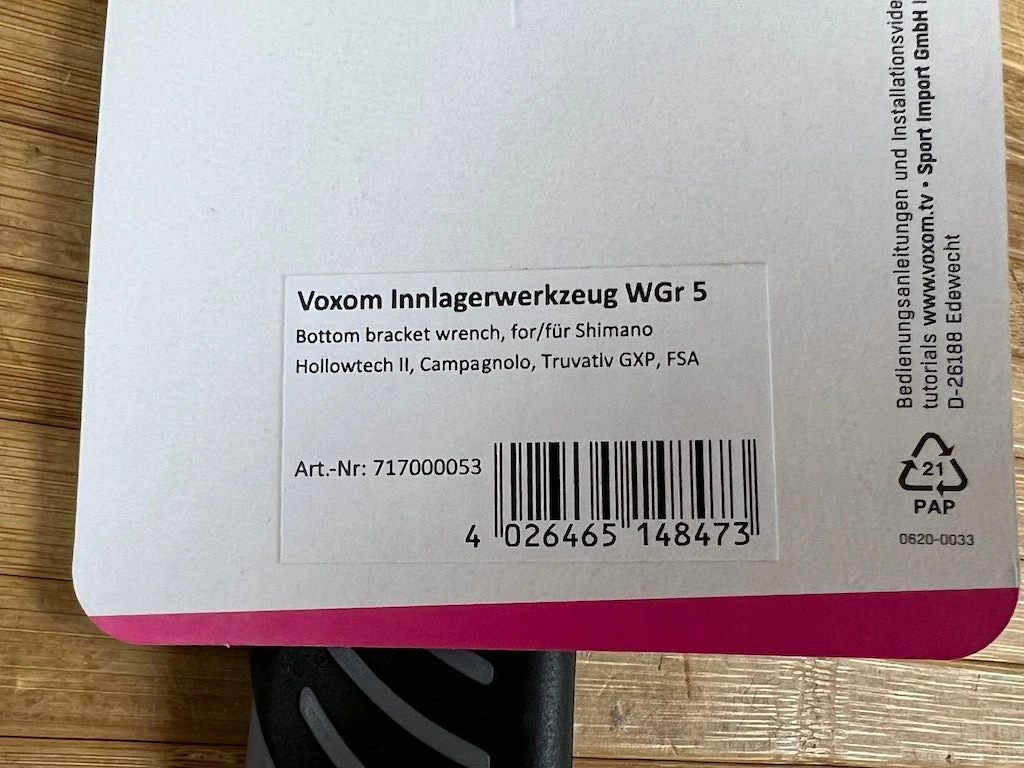 Voxom Innlagerwerkzeug WGr 5
Bottom bracket wrench, for/für Shimano
Hollowtech II, Campagnolo, Truvativ GXP, FSA
Art.-Nr: 717000053
4 026465 148473
Bedienungsanleitungen und Installationsvide
tutorials www.voxom.tv • Sport Import GmbH
D-26188 Edewecht
21
PAP
0620-0033